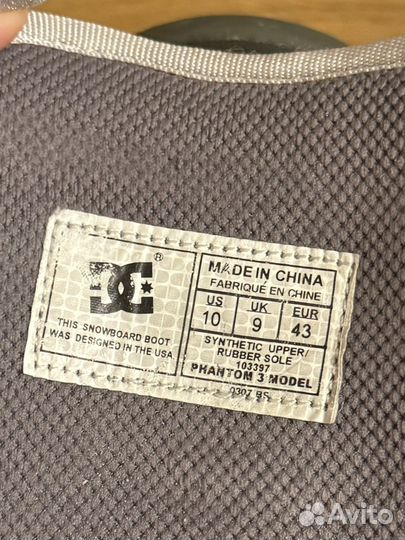 DC
®
THIS SNOWBOARD BOOT
WAS DESIGNED IN THE USA
MADE IN CHINA
FABRIQUÉ EN CHINE
US UK EUR
10 9 43
SYNTHETIC UPPER/
RUBBER SOLE
103397
PHANTOM 3 MODEL
0307 BS
Avito